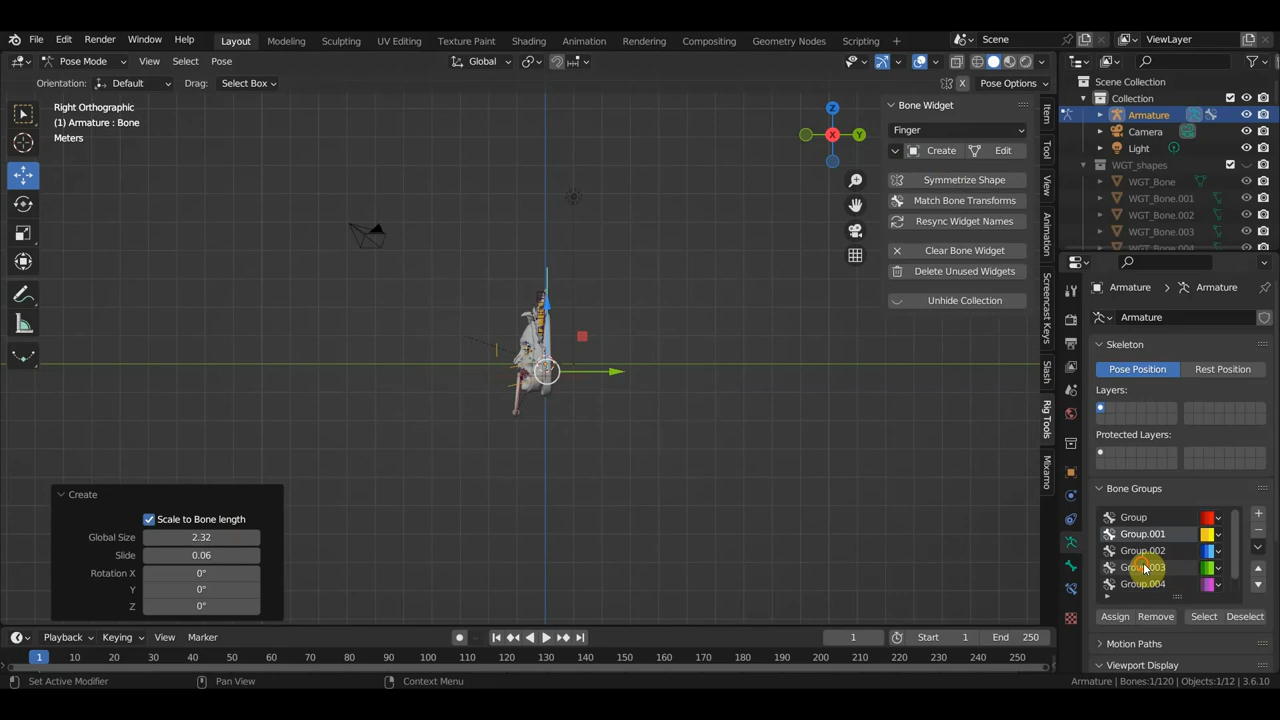 File Edit Render Window Help Layout Modeling Sculpting UV Editing Texture Paint Shading Animation Rendering Compositing Geometry Nodes Scripting + Scene ViewLayer
Pose Mode View Select Pose Global Pose Options
Orientation: Default Drag: Select Box X
Right Orthographic
(1) Armature : Bone
Meters
X Y Z
Bone Widget
Finger
Create Edit
Symmetrize Shape
Match Bone Transforms
Resync Widget Names
Clear Bone Widget
Delete Unused Widgets
Unhide Collection
Item
Tool
View
Animation
Screencast Keys
Slash
Rig Tools
Mixamo
Scene Collection
Collection
Armature
Camera
Light
WGT_shapes
WGT_Bone
WGT_Bone.001
WGT_Bone.002
WGT_Bone.003
WGT_Bone.004
Armature > Armature
Armature
Skeleton
Pose Position Rest Position
Layers:
Protected Layers:
Bone Groups
Group
Group.001
Group.002
Group.003
Group.004
Assign Remove Select Deselect
Motion Paths
Viewport Display
Create
Scale to Bone length
Global Size 2.32
Slide 0.06
Rotation X 0°
Y 0°
Z 0°
Playback Keying View Marker 1 Start 1 End 250
1 10 20 30 40 50 60 70 80 90 100 110 120 130 140 150 160 170 180 190 200 210 220 230 240 250
Set Active Modifier Pan View Context Menu Armature | Bones:1/120 | Objects:1/12 | 3.6.10